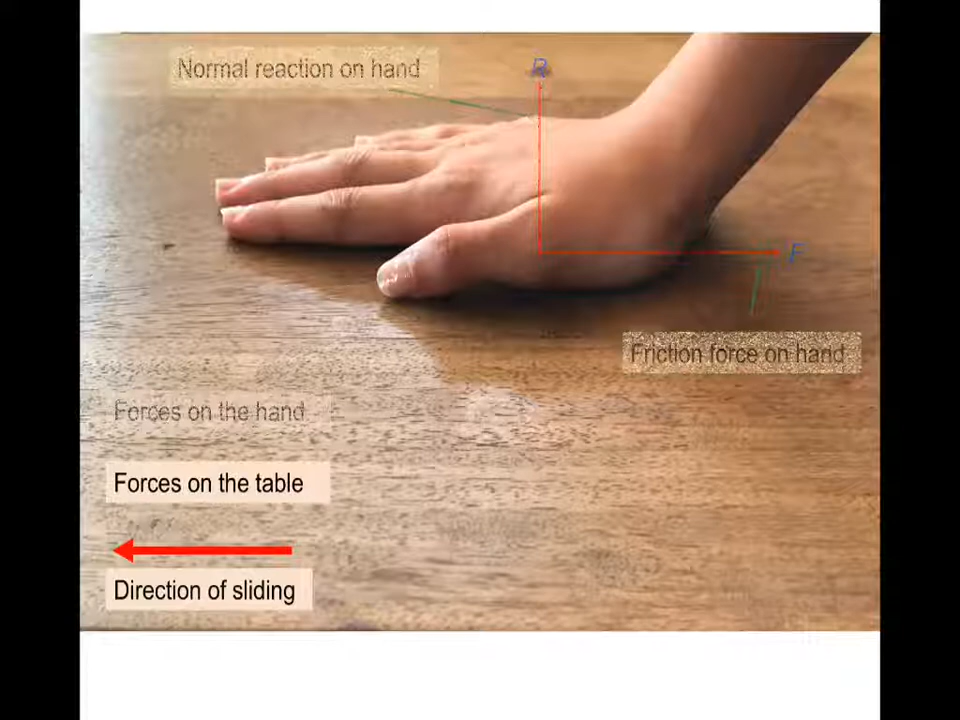 R
Normal reaction on hand
F
Friction force on hand
Forces on the hand
Forces on the table
Direction of sliding